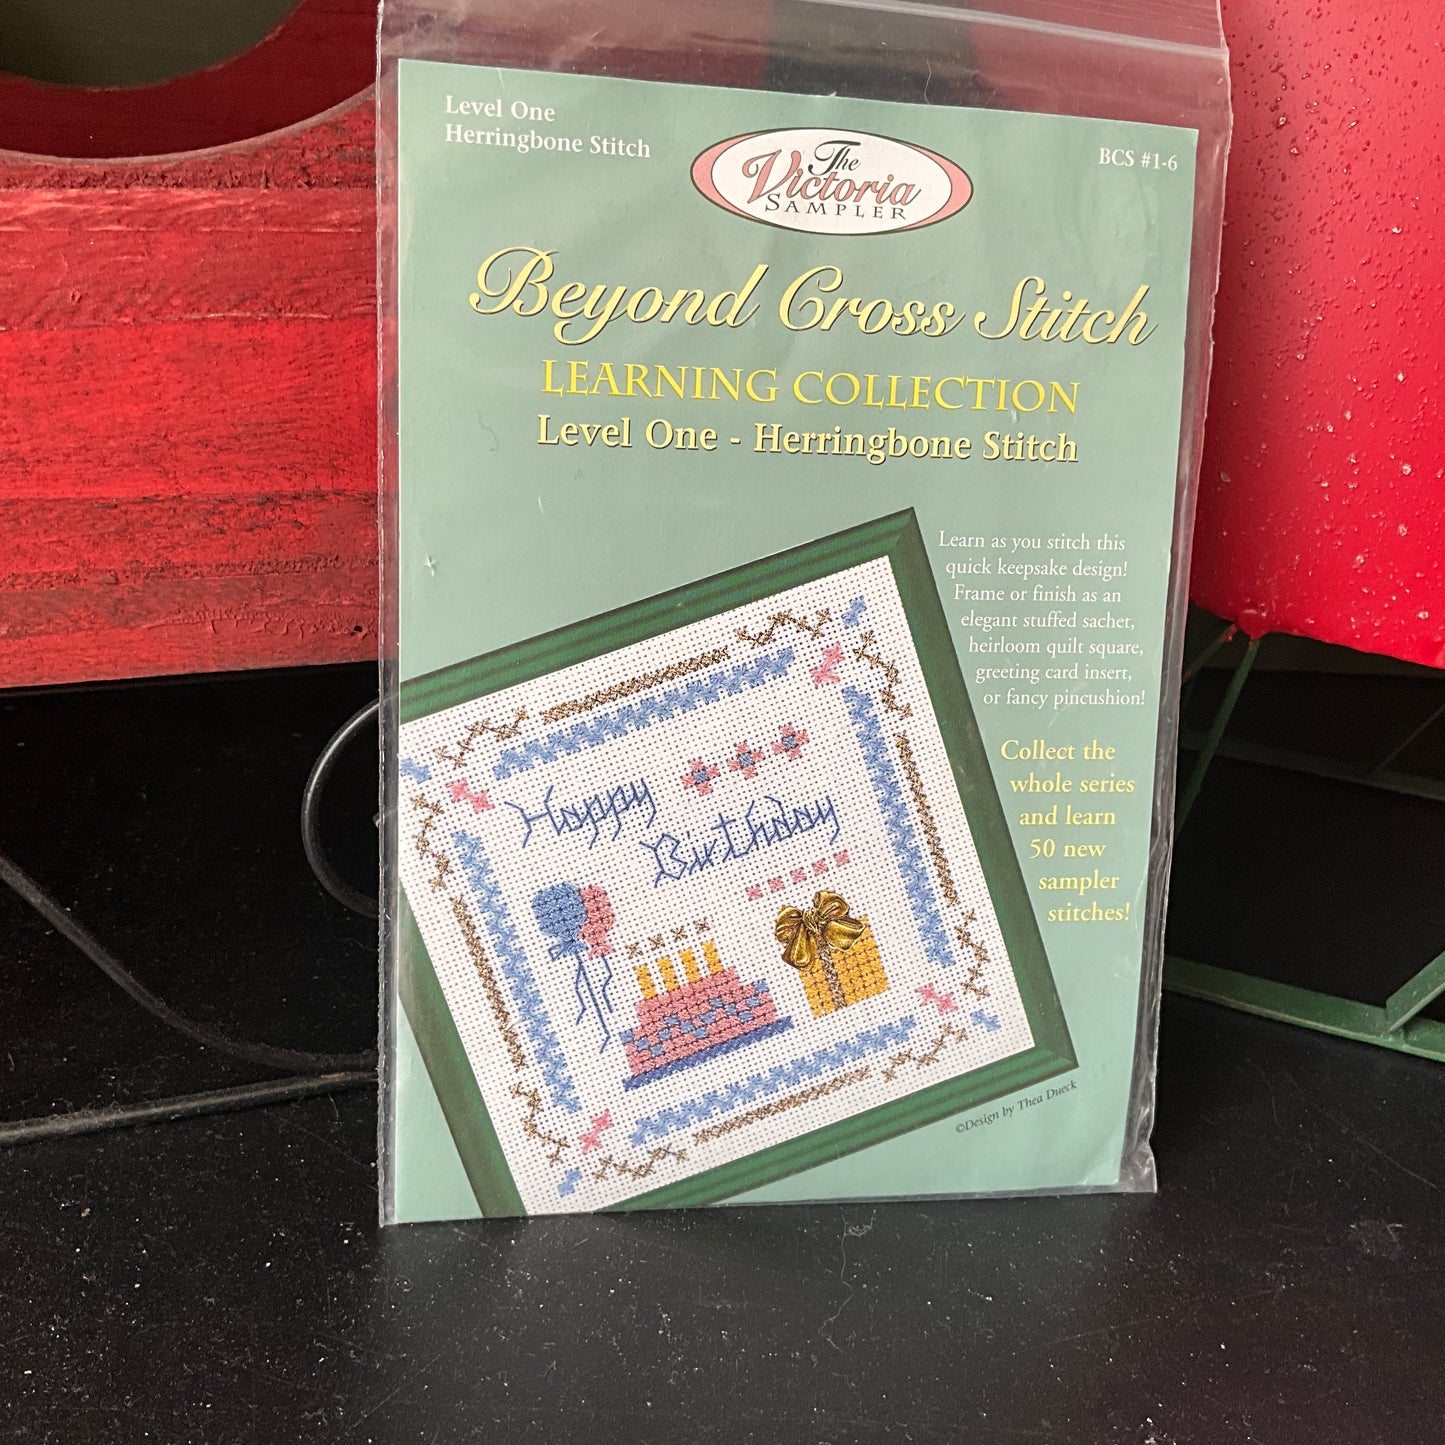 Level One
Herringbone Stitch
BCS #1-6
The
Victoria
SAMPLER
Beyond Cross Stitch
LEARNING COLLECTION
Level One - Herringbone Stitch
Learn as you stitch this
quick keepsake design!
Frame or finish as an
elegant stuffed sachet,
heirloom quilt square,
greeting card insert,
or fancy pincushion!
Collect the
whole series
and learn
50 new
sampler
stitches!
Happy
Birthday
©Design by Thea Dueck